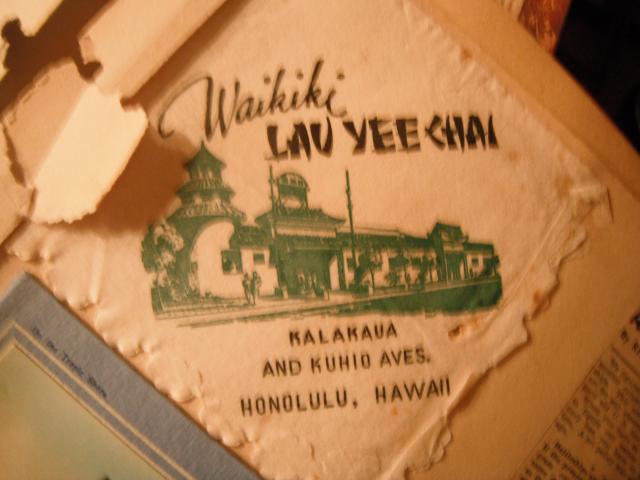 Waikiki
LAU YEE CHAI
KALAKAUA
AND KUHIO AVES.
HONOLULU, HAWAII